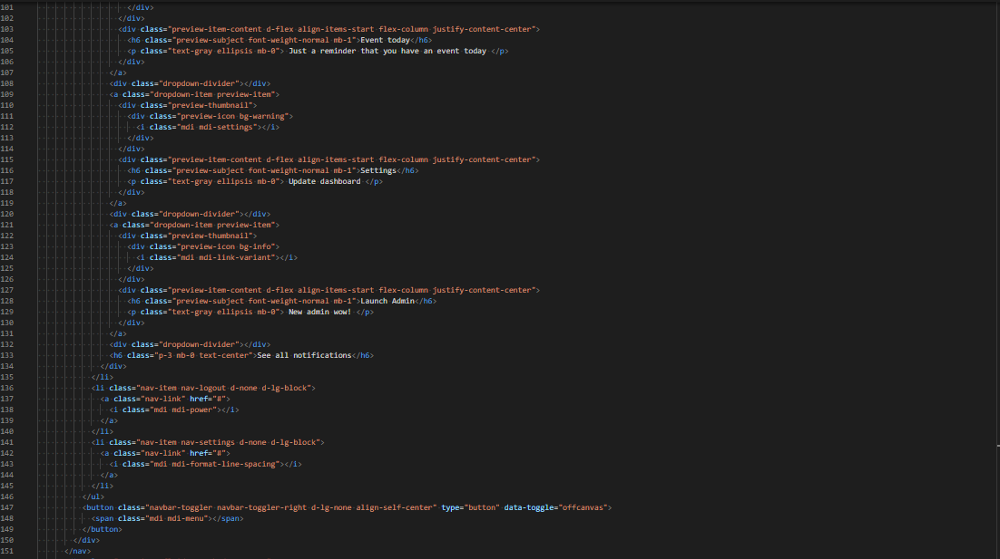 101 </div>
102 </div>
103 <div class="preview-item-content d-flex align-items-start flex-column justify-content-center">
104 <h6 class="preview-subject font-weight-normal mb-1">Event today</h6>
105 <p class="text-gray ellipsis mb-0"> Just a reminder that you have an event today </p>
106 </div>
107 </a>
108 <div class="dropdown-divider"></div>
109 <a class="dropdown-item preview-item">
110 <div class="preview-thumbnail">
111 <div class="preview-icon bg-warning">
112 <i class="mdi mdi-settings"></i>
113 </div>
114 </div>
115 <div class="preview-item-content d-flex align-items-start flex-column justify-content-center">
116 <h6 class="preview-subject font-weight-normal mb-1">Settings</h6>
117 <p class="text-gray ellipsis mb-0"> Update dashboard </p>
118 </div>
119 </a>
120 <div class="dropdown-divider"></div>
121 <a class="dropdown-item preview-item">
122 <div class="preview-thumbnail">
123 <div class="preview-icon bg-info">
124 <i class="mdi mdi-link-variant"></i>
125 </div>
126 </div>
127 <div class="preview-item-content d-flex align-items-start flex-column justify-content-center">
128 <h6 class="preview-subject font-weight-normal mb-1">Launch Admin</h6>
129 <p class="text-gray ellipsis mb-0"> New admin wow! </p>
130 </div>
131 </a>
132 <div class="dropdown-divider"></div>
133 <h6 class="p-3 mb-0 text-center">See all notifications</h6>
134 </div>
135 </li>
136 <li class="nav-item nav-logout d-none d-lg-block">
137 <a class="nav-link" href="#">
138 <i class="mdi mdi-power"></i>
139 </a>
140 </li>
141 <li class="nav-item nav-settings d-none d-lg-block">
142 <a class="nav-link" href="#">
143 <i class="mdi mdi-format-line-spacing"></i>
144 </a>
145 </li>
146 </ul>
147 <button class="navbar-toggler navbar-toggler-right d-lg-none align-self-center" type="button" data-toggle="offcanvas">
148 <span class="mdi mdi-menu"></span>
149 </button>
150 </div>
151 </nav>